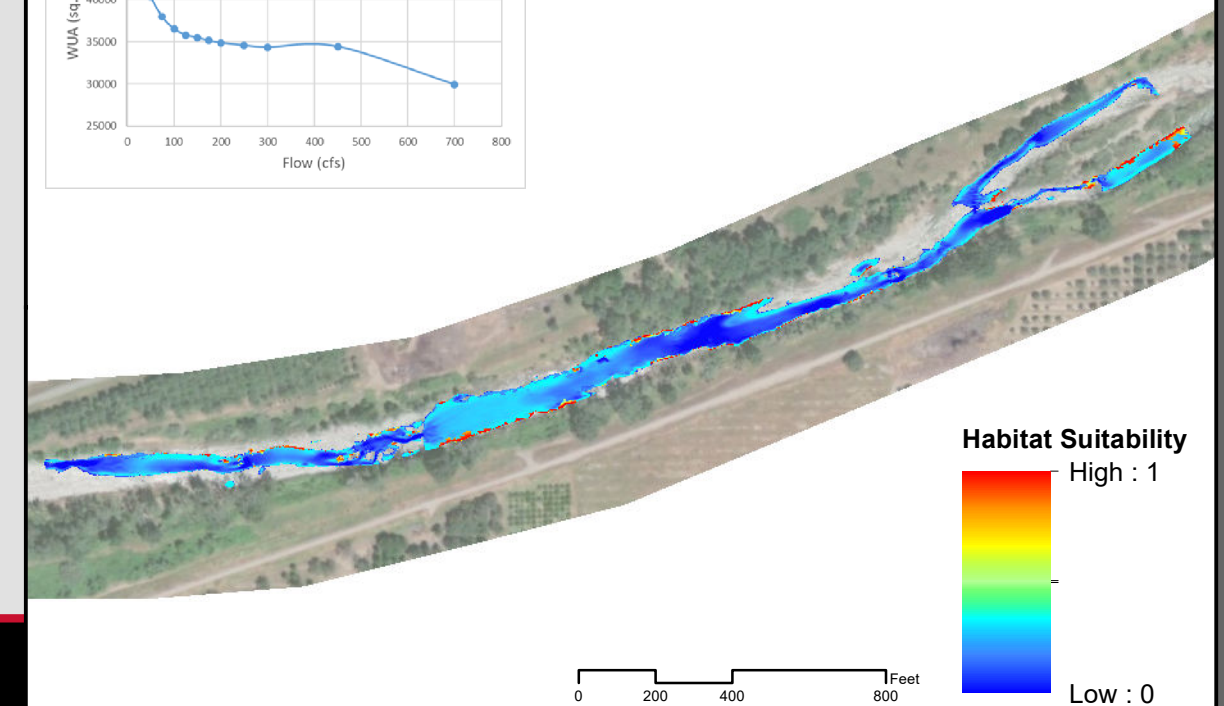 40000
WUA (sq-
35000
30000
25000
0 100 200 300 400 500 600 700 800
Flow (cfs)
Habitat Suitability
High : 1
Low : 0
Feet
0 200 400 800